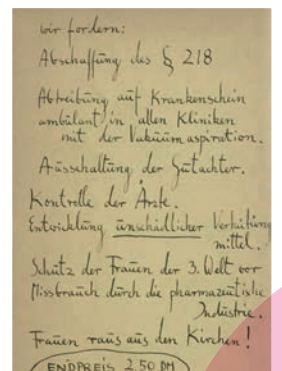 wir fordern:
Abschaffung des § 218
Abtreibung auf Krankenschein
ambulant in allen Kliniken
mit der Vakuumaspiration.
Ausschaltung der Gutachter.
Kontrolle der Ärzte.
Entwicklung unschädlicher Verhütungs
mittel.
Schutz der Frauen der 3. Welt vor
Missbrauch durch die pharmazeutische
Industrie.
Frauen raus aus den Kirchen!
ENDPREIS 2.50 DM